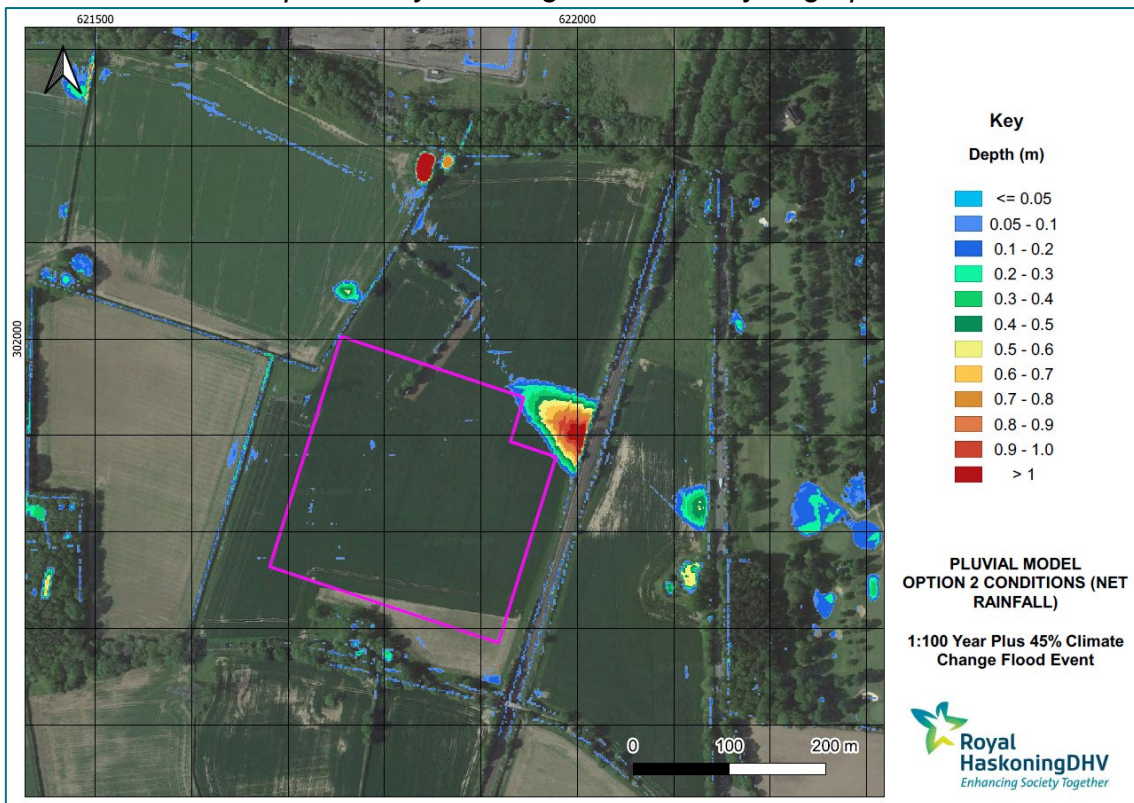 621500
622000
302000
Key
Depth (m)
<= 0.05
0.05 - 0.1
0.1 - 0.2
0.2 - 0.3
0.3 - 0.4
0.4 - 0.5
0.5 - 0.6
0.6 - 0.7
0.7 - 0.8
0.8 - 0.9
0.9 - 1.0
> 1
PLUVIAL MODEL
OPTION 2 CONDITIONS (NET
RAINFALL)
1:100 Year Plus 45% Climate
Change Flood Event
0 100 200 m
Royal
HaskoningDHV
Enhancing Society Together